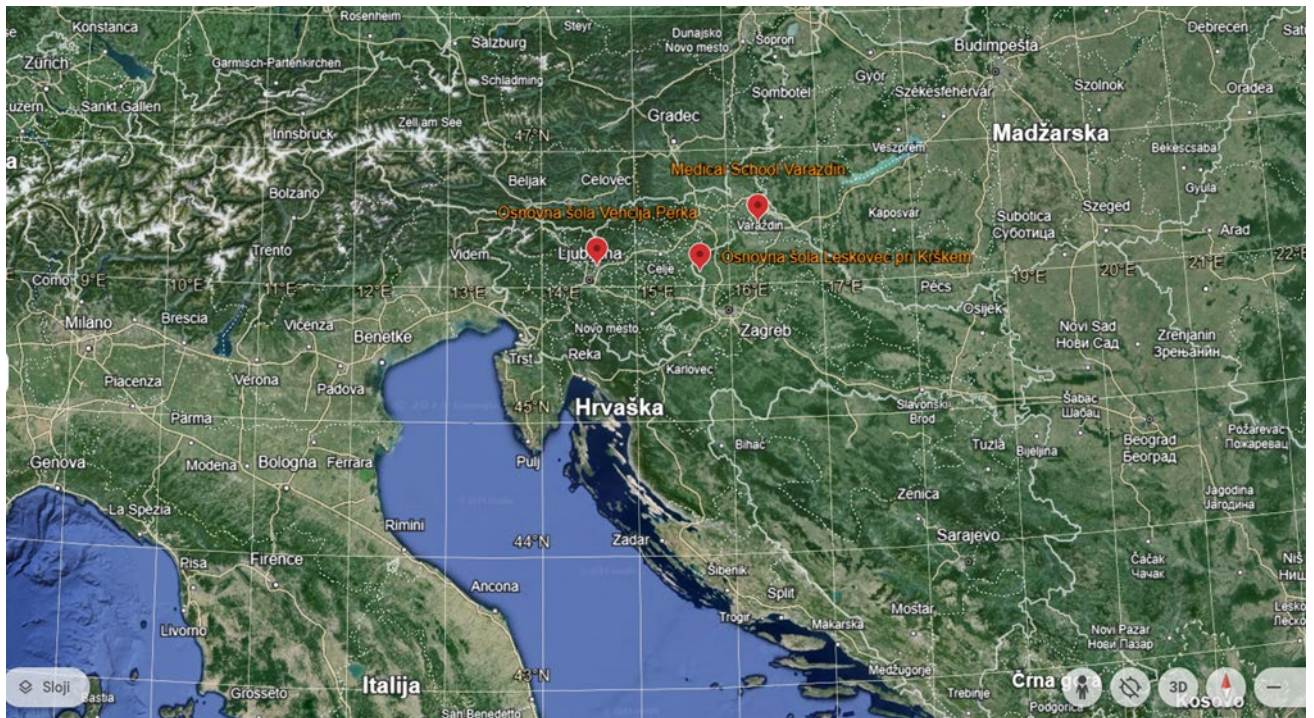 Konstanca
Rosenheim
Steyr
Dunajsko
Novo mesto
Sopron
Budimpešta
Debrecen
Zürich
Garmisch-Partenkirchen
Salzburg
Schladming
Győr
Székesfehérvár
Szolnok
Oradea
Sankt Gallen
Sombotel
Innsbruck
Zell am See
47°N
Gradec
Madžarska
Veszprém
Békéscsaba
Bolzano
Beljak
Celovec
Medical School Varazdin
Gyula
Osnovna šola Vencija Perka
Varaždin
Kaposvár
Subotica
Суботица
Szeged
Arad
Trento
Videm
Ljubljana
Celje
Osnovna šola Leskovec pri Krškem
Como
9°E
10°E
11°E
12°E
13°E
14°E
15°E
16°E
17°E
Pécs
19°E
20°E
21°E
22°E
Milano
Brescia
Vicenza
Benetke
Novo mesto
Zagreb
Osijek
Novi Sad
Нови Сад
Zrenjanin
Зрењанин
Verona
Padova
Trst
Reka
Karlovec
Piacenza
Parma
45°N
Hrvaška
Slavonski
Brod
Šabac
Шабац
Genova
Modena
Bologna
Ferrara
Pulj
Bihać
Tuzla
Bijeljina
Beograd
Београд
Požarevac
Пожаревац
La Spezia
Rimini
Zenica
Jagodina
Јагодина
Pisa
Firence
44°N
Zadar
Sarajevo
Čačak
Чачак
Niš
Livorno
Ancona
Šibenik
Split
Trogir
Makarska
Mostar
Novi Pazar
Нови Пазар
43°N
Međugorje
Sloji
Bastia
Grosseto
Italija
San Benedetto
Trebinje
Črna gora
Podgorica
3D
Kosovo